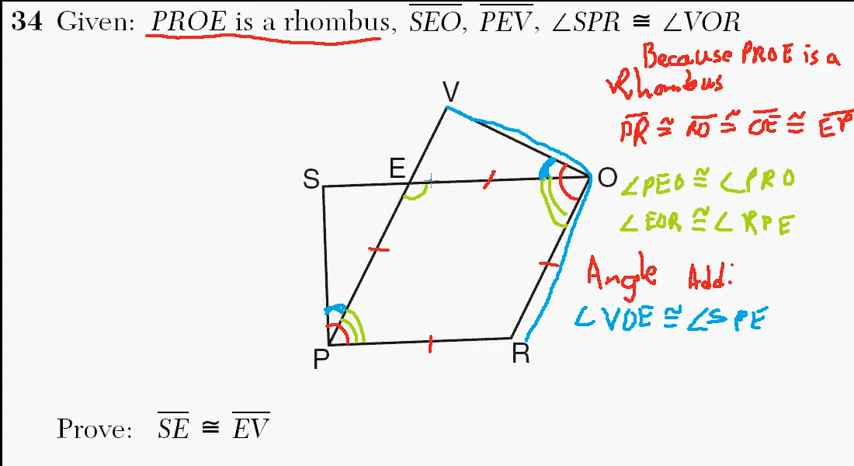 34 Given: PROE is a rhombus, SEO, PEV, ∠SPR ≅ ∠VOR
Because PROE is a
Rhombus
PR ≅ RO ≅ OE ≅ EP
V
S
E
O
∠PEO ≅ ∠PRO
∠EOR ≅ ∠RPE
Angle Add:
∠VOE ≅ ∠SPE
P
R
Prove: SE ≅ EV